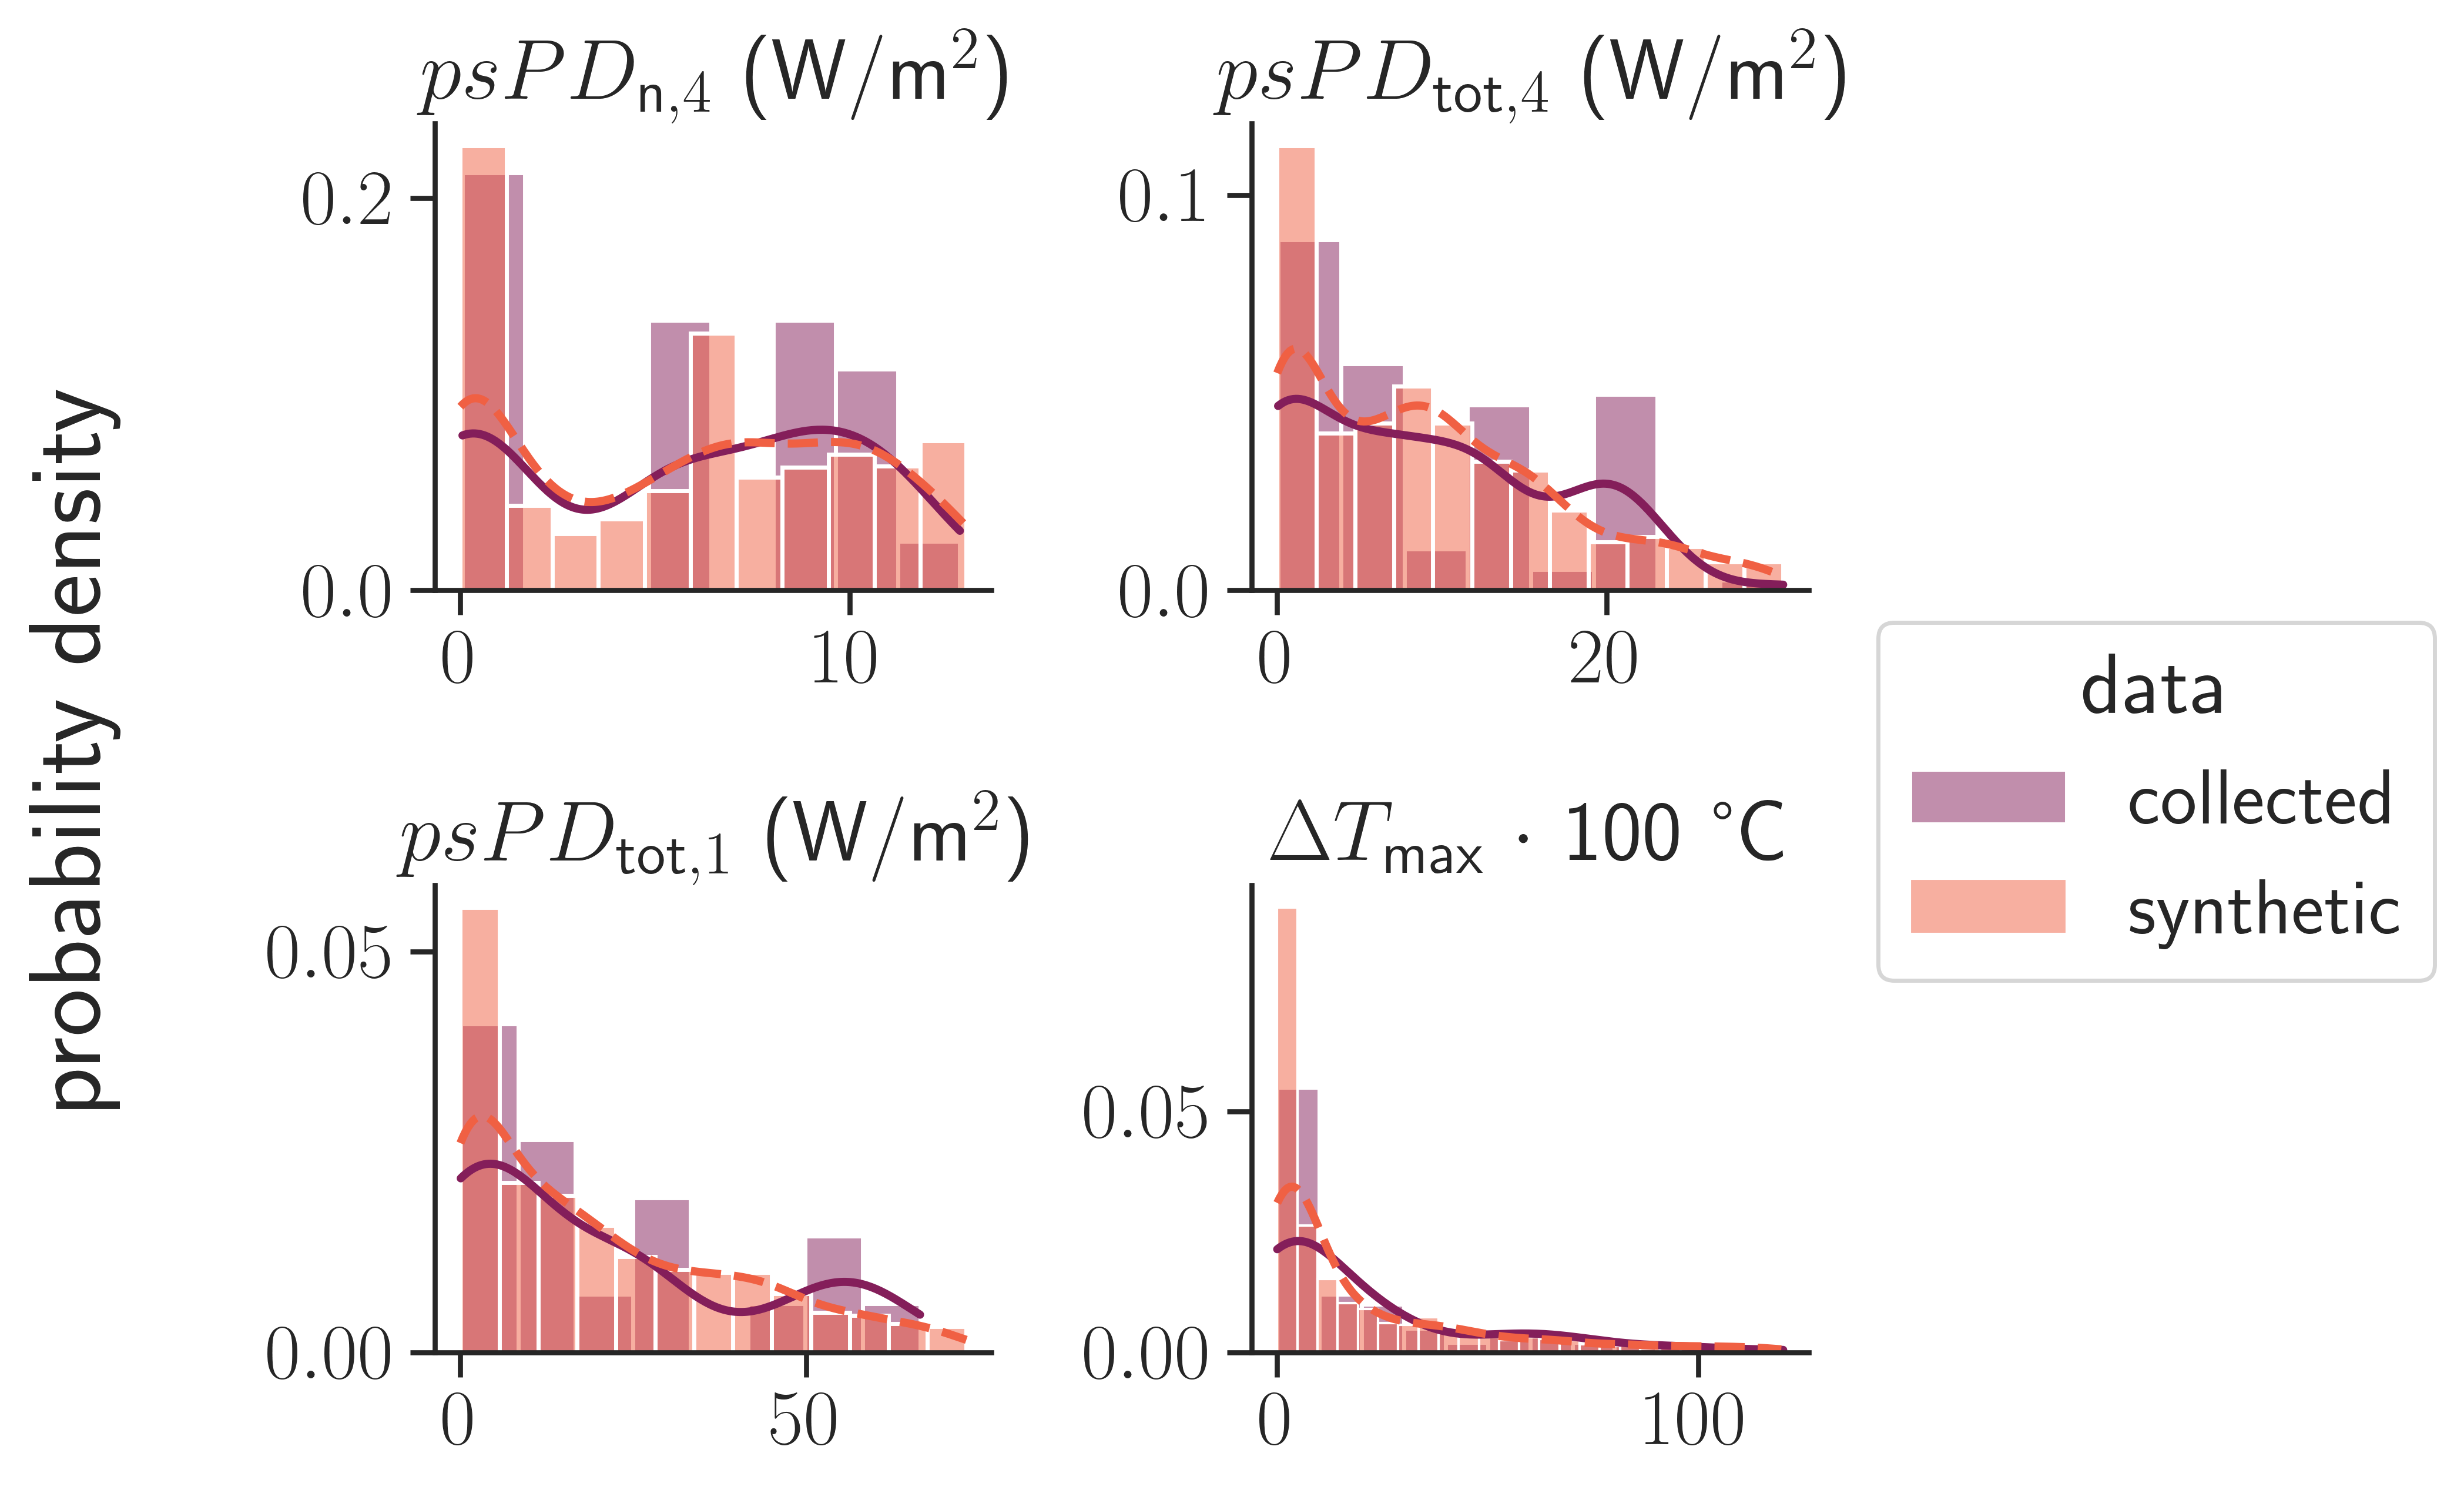 probability density
psPD_n,4 (W/m²)
0.2
0.0
0
10
psPD_tot,4 (W/m²)
0.1
0.0
0
20
psPD_tot,1 (W/m²)
0.05
0.00
0
50
ΔT_max · 100 °C
0.05
0.00
0
100
data
collected
synthetic